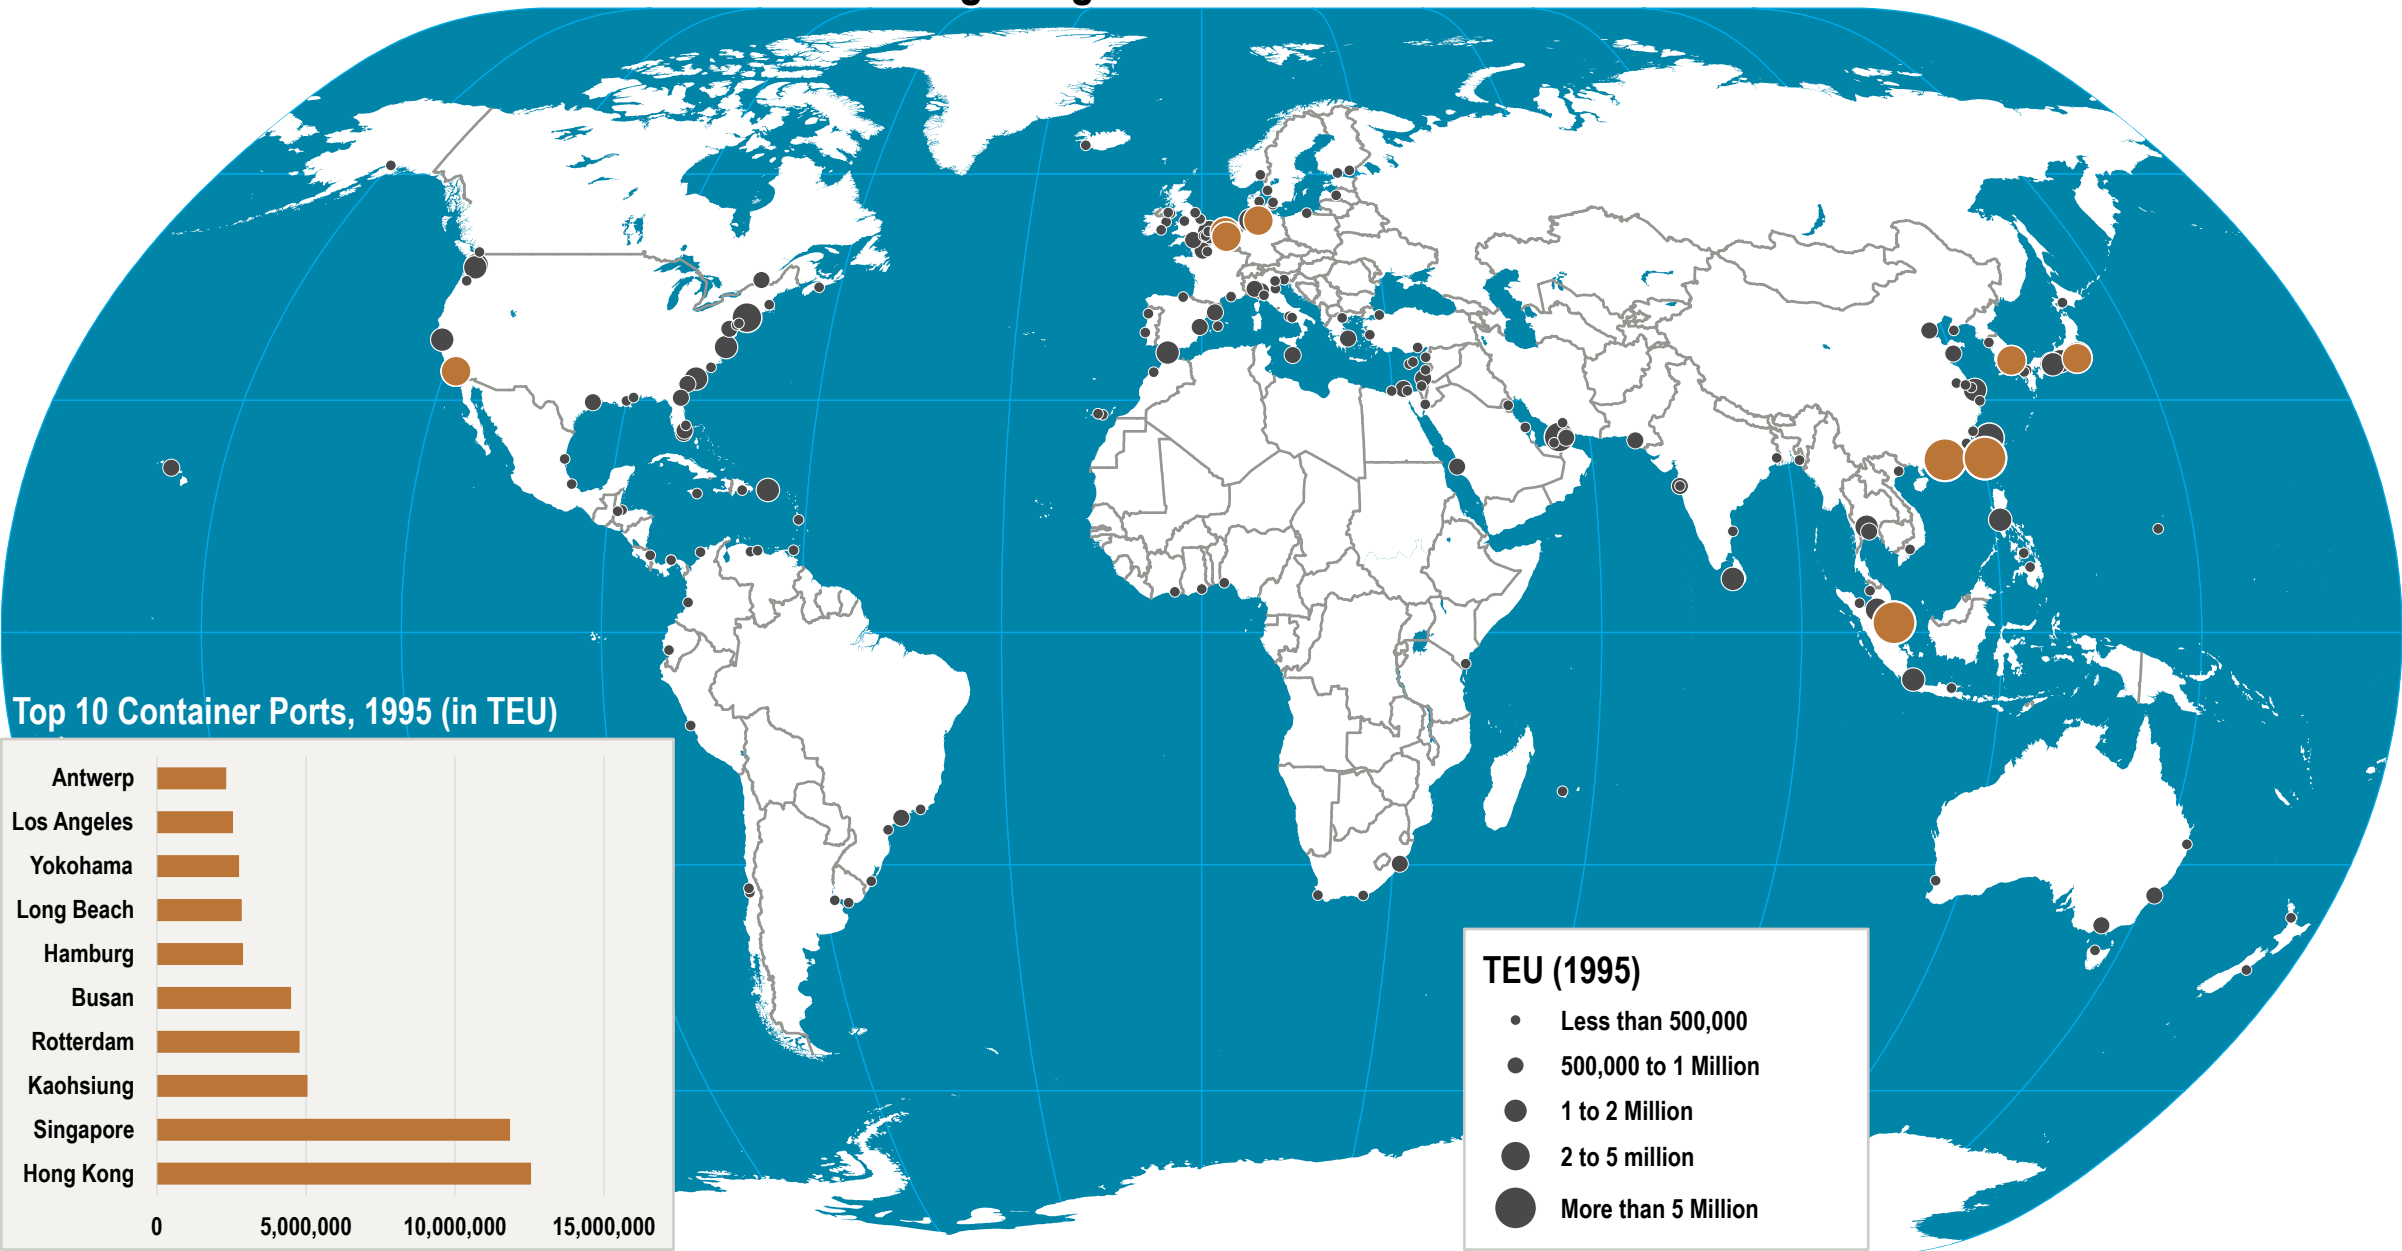 Top 10 Container Ports, 1995 (in TEU)
Antwerp
Los Angeles
Yokohama
Long Beach
Hamburg
Busan
Rotterdam
Kaohsiung
Singapore
Hong Kong
0 5,000,000 10,000,000 15,000,000
TEU (1995)
Less than 500,000
500,000 to 1 Million
1 to 2 Million
2 to 5 million
More than 5 Million